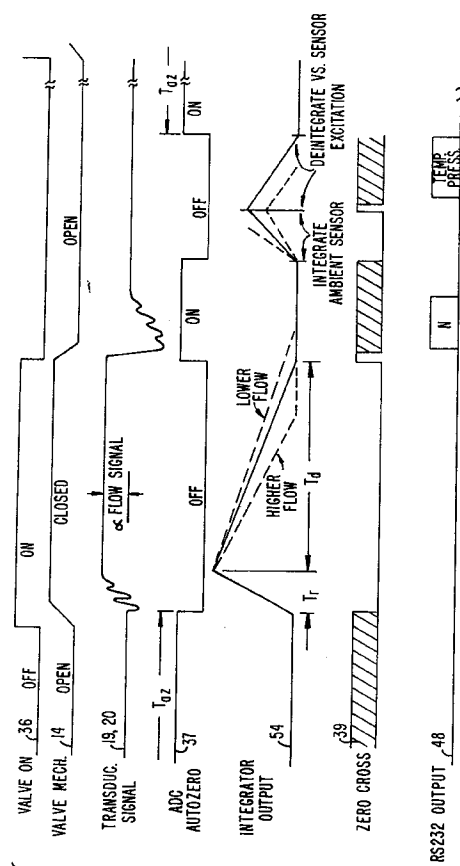 VALVE ON 36 OFF ON
VALVE MECH. 14 OPEN CLOSED OPEN
TRANSDUC. SIGNAL 19, 20 ∝ FLOW SIGNAL
Taz Taz
ADC AUTOZERO 37 OFF ON OFF ON
INTEGRATOR OUTPUT 54
Tr Td
LOWER FLOW
HIGHER FLOW
INTEGRATE AMBIENT SENSOR
DEINTEGRATE VS. SENSOR EXCITATION
ZERO CROSS 39
RS232 OUTPUT 48 N TEMP. PRESS